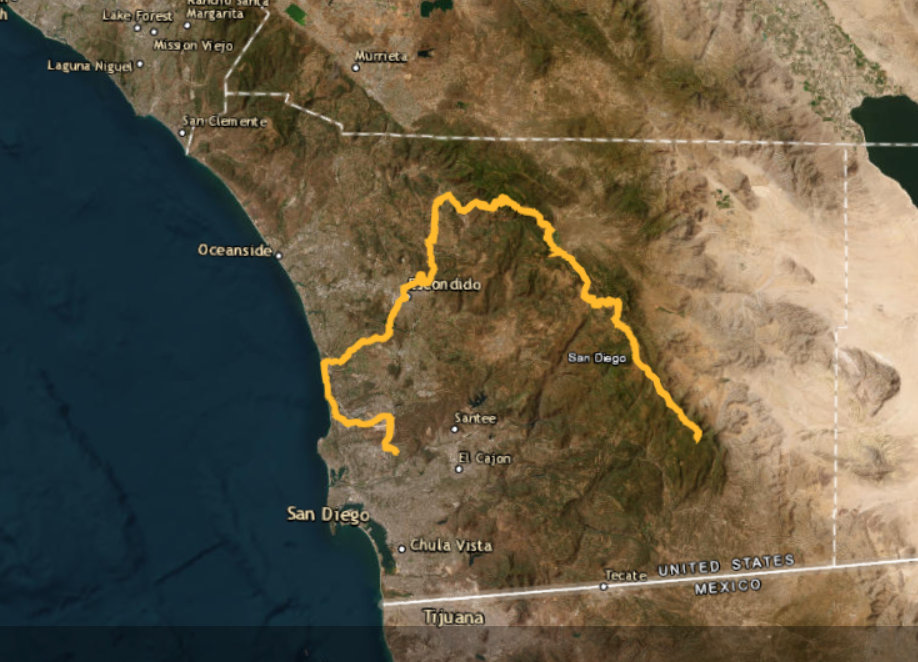 h
Lake Forest
Rancho Santa
Margarita
Mission Viejo
Laguna Niguel
Murrieta
San Clemente
Oceanside
Escondido
San Diego
Santee
El Cajon
San Diego
Chula Vista
Tecate
UNITED STATES
MEXICO
Tijuana